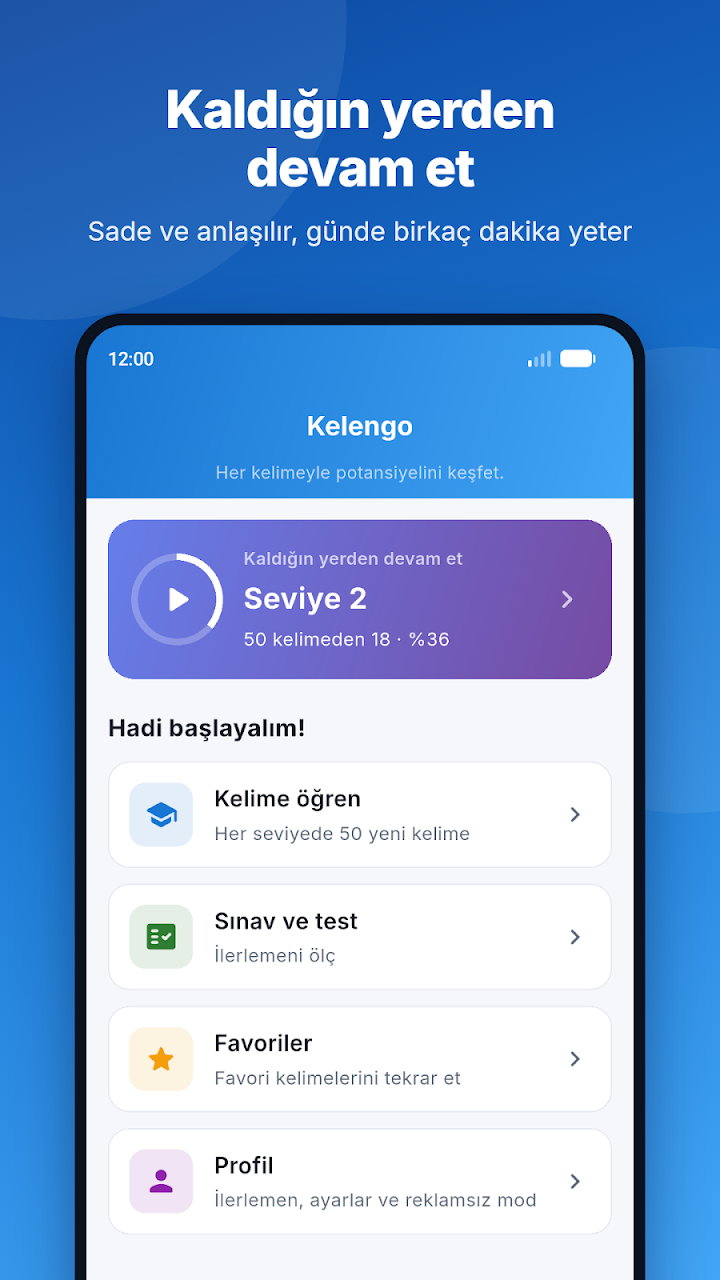 Kaldığın yerden
devam et
Sade ve anlaşılır, günde birkaç dakika yeter
12:00
Kelengo
Her kelimeyle potansiyelini keşfet.
Kaldığın yerden devam et
Seviye 2
50 kelimeden 18 · %36
Hadi başlayalım!
Kelime öğren
Her seviyede 50 yeni kelime
Sınav ve test
İlerlemeni ölç
Favoriler
Favori kelimelerini tekrar et
Profil
İlerlemen, ayarlar ve reklamsız mod